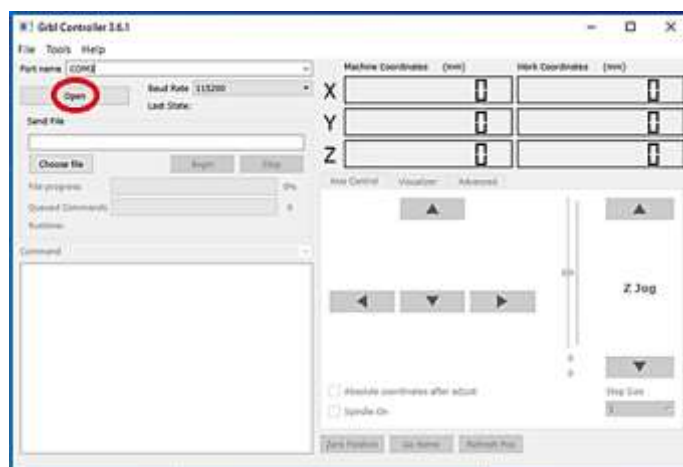 Grbl Controller 3.6.1
File Tools Help
Port name COM3
Open
Baud Rate 115200
Last State:
Send File
Choose file Begin Stop
File progress 0%
Queued Commands 0
Runtime:
Command
Machine Coordinates (mm) Work Coordinates (mm)
X 0 0
Y 0 0
Z 0 0
Axis Control Visualizer Advanced
Z Jog
Absolute coordinates after adjust
Spindle On
Step Size
1
Zero Position Go Home Refresh Pos